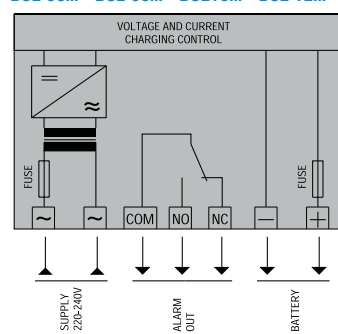 VOLTAGE AND CURRENT
CHARGING CONTROL
FUSE
FUSE
~
~
COM
NO
NC
—
+
SUPPLY
220-240V
ALARM
OUT
BATTERY